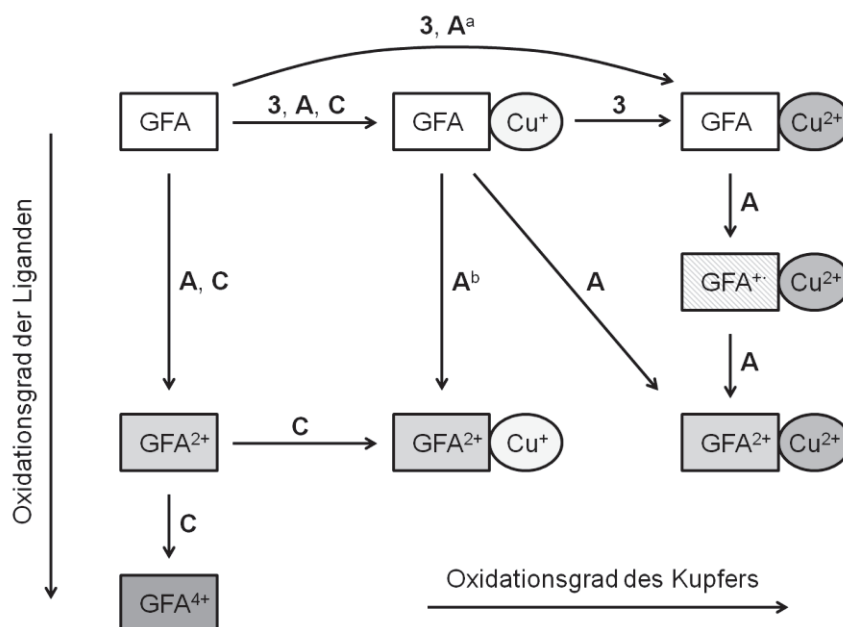 3, Aᵃ
GFA
3, A, C
GFA
Cu⁺
3
GFA
Cu²⁺
A
A, C
Aᵇ
A
GFA⁺·
Cu²⁺
A
GFA²⁺
C
GFA²⁺
Cu⁺
GFA²⁺
Cu²⁺
C
GFA⁴⁺
Oxidationsgrad der Liganden
Oxidationsgrad des Kupfers